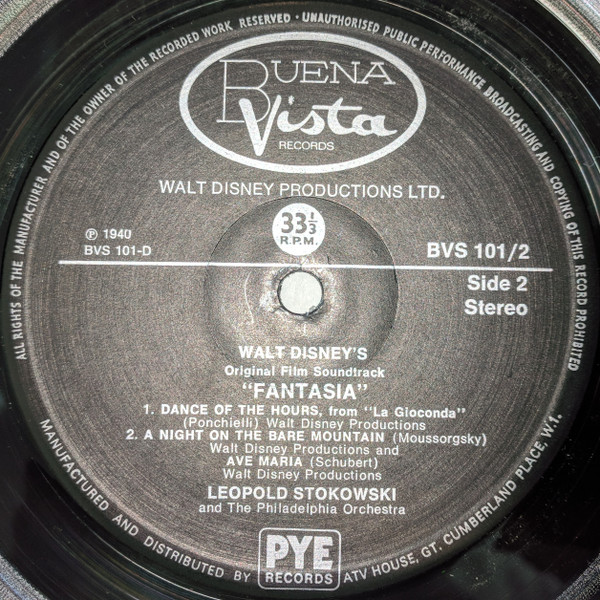 ALL RIGHTS OF THE MANUFACTURER AND OF THE OWNER OF THE RECORDED WORK RESERVED · UNAUTHORISED PUBLIC PERFORMANCE BROADCASTING AND COPYING OF THIS RECORD PROHIBITED
BUENA
Vista
RECORDS
WALT DISNEY PRODUCTIONS LTD.
33 1/3
R.P.M.
Ⓟ 1940
BVS 101-D
BVS 101/2
Side 2
Stereo
WALT DISNEY'S
Original Film Soundtrack
"FANTASIA"
1. DANCE OF THE HOURS, from "La Gioconda"
(Ponchielli) Walt Disney Productions
2. A NIGHT ON THE BARE MOUNTAIN (Moussorgsky)
Walt Disney Productions and
AVE MARIA (Schubert)
Walt Disney Productions
LEOPOLD STOKOWSKI
and The Philadelphia Orchestra
MANUFACTURED AND DISTRIBUTED BY PYE RECORDS ATV HOUSE, GT. CUMBERLAND PLACE, W.1.